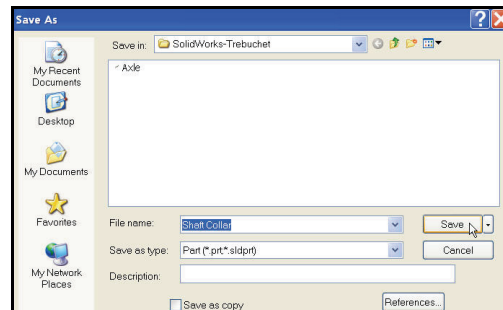 Save As
Save in: SolidWorks-Trebuchet
Axle
My Recent
Documents
Desktop
My Documents
Favorites
My Network
Places
File name: Shaft Collar Save
Save as type: Part (*.prt;*.sldprt) Cancel
Description:
Save as copy References...